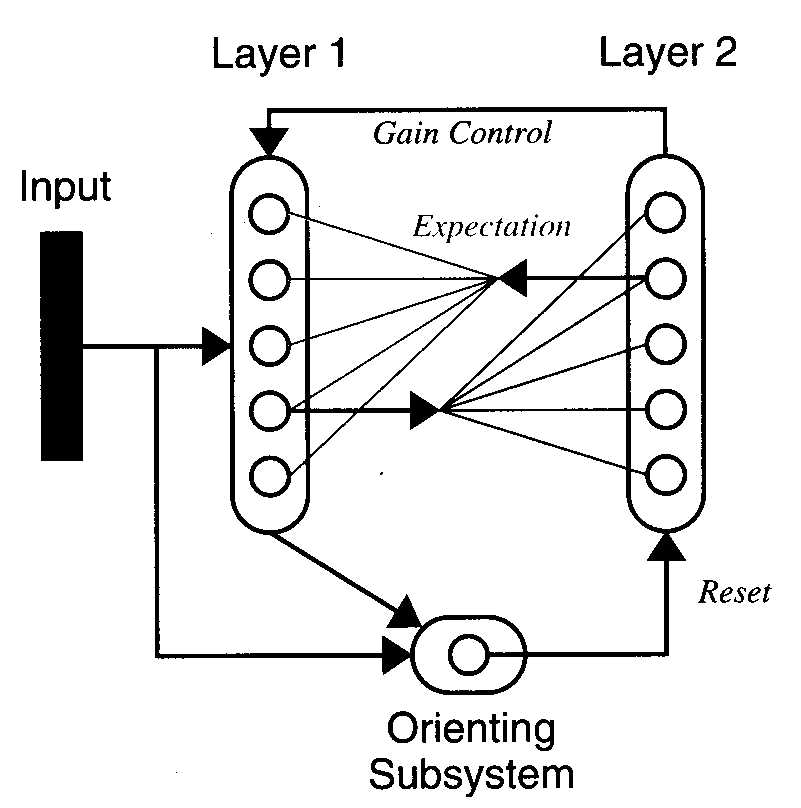 Layer 1
Layer 2
Gain Control
Input
Expectation
Reset
Orienting
Subsystem